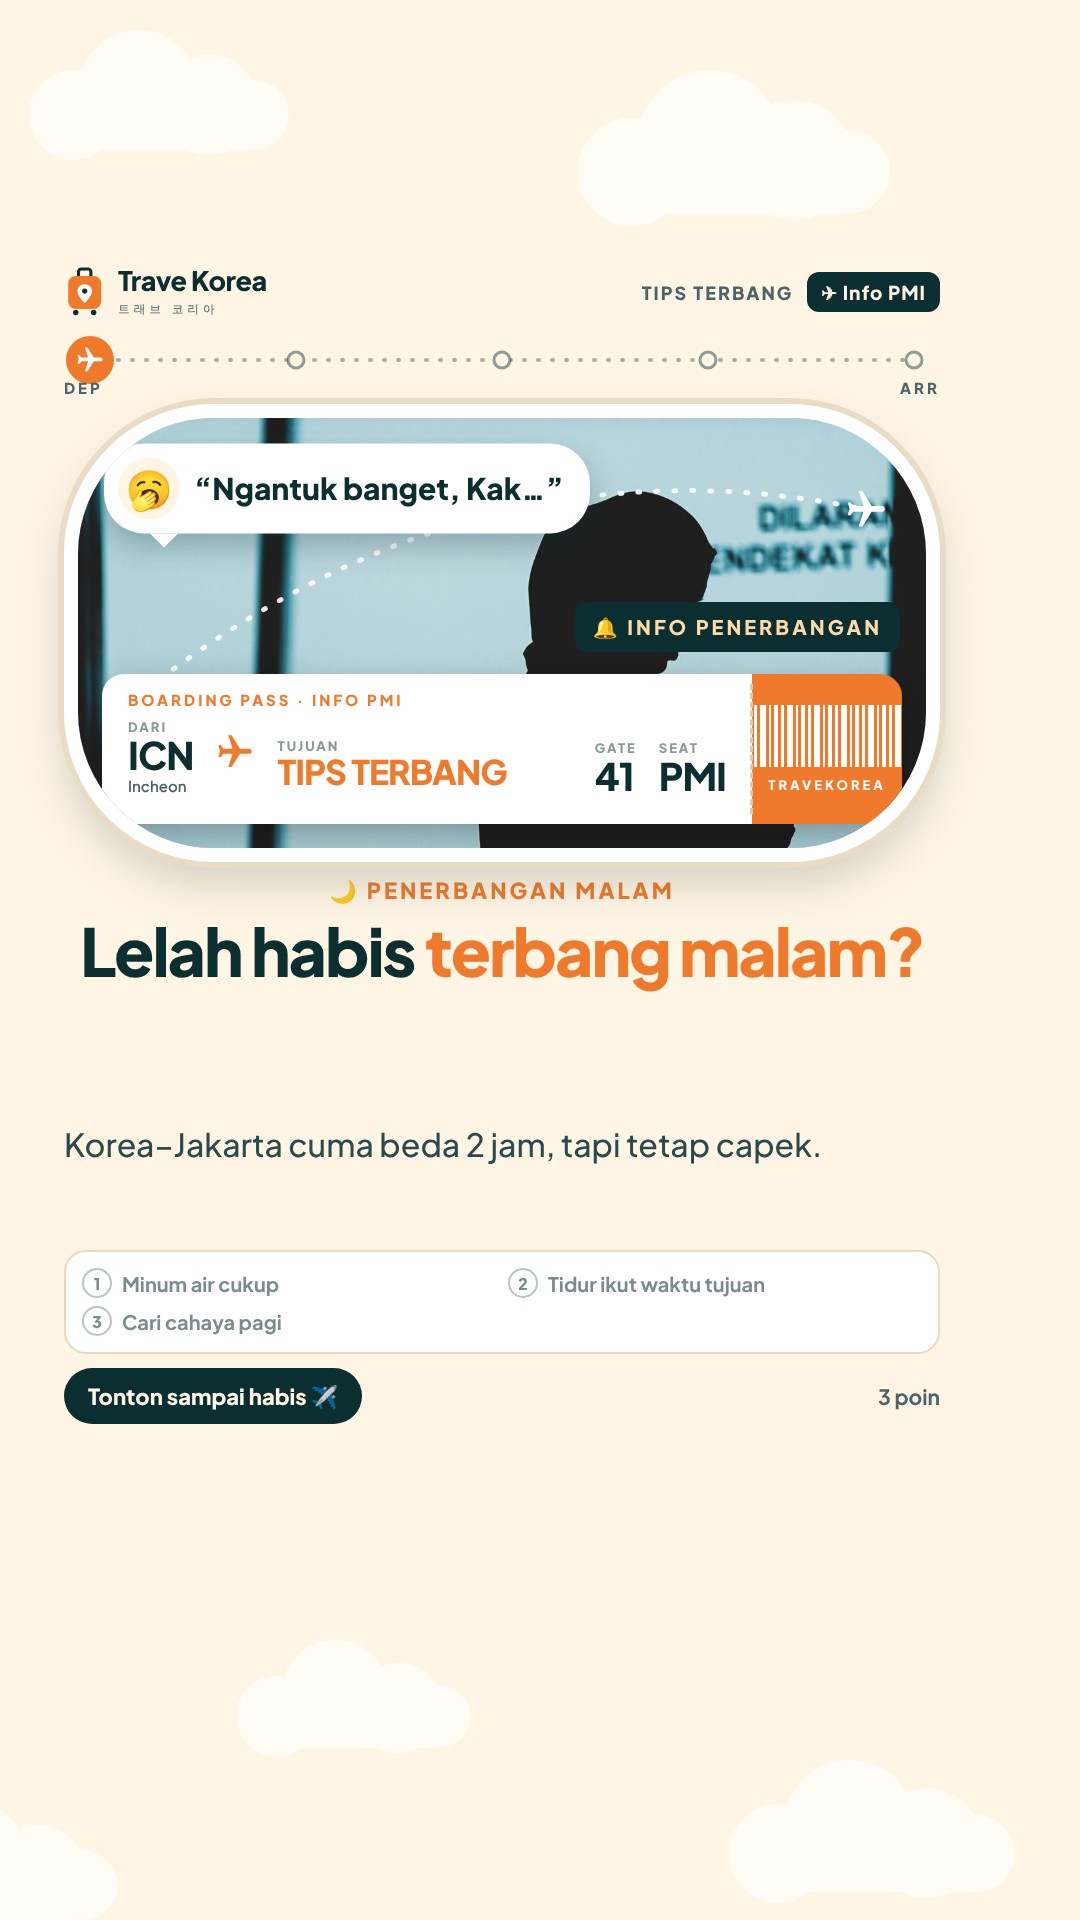 Trave Korea
트래브 코리아
TIPS TERBANG
✈ Info PMI
DEP
ARR
“Ngantuk banget, Kak…”
DILARAN
ENDEKAT K
🔔 INFO PENERBANGAN
BOARDING PASS · INFO PMI
DARI
ICN
Incheon
TUJUAN
TIPS TERBANG
GATE
41
SEAT
PMI
TRAVEKOREA
🌙 PENERBANGAN MALAM
Lelah habis terbang malam?
Korea–Jakarta cuma beda 2 jam, tapi tetap capek.
1 Minum air cukup
2 Tidur ikut waktu tujuan
3 Cari cahaya pagi
Tonton sampai habis ✈️
3 poin